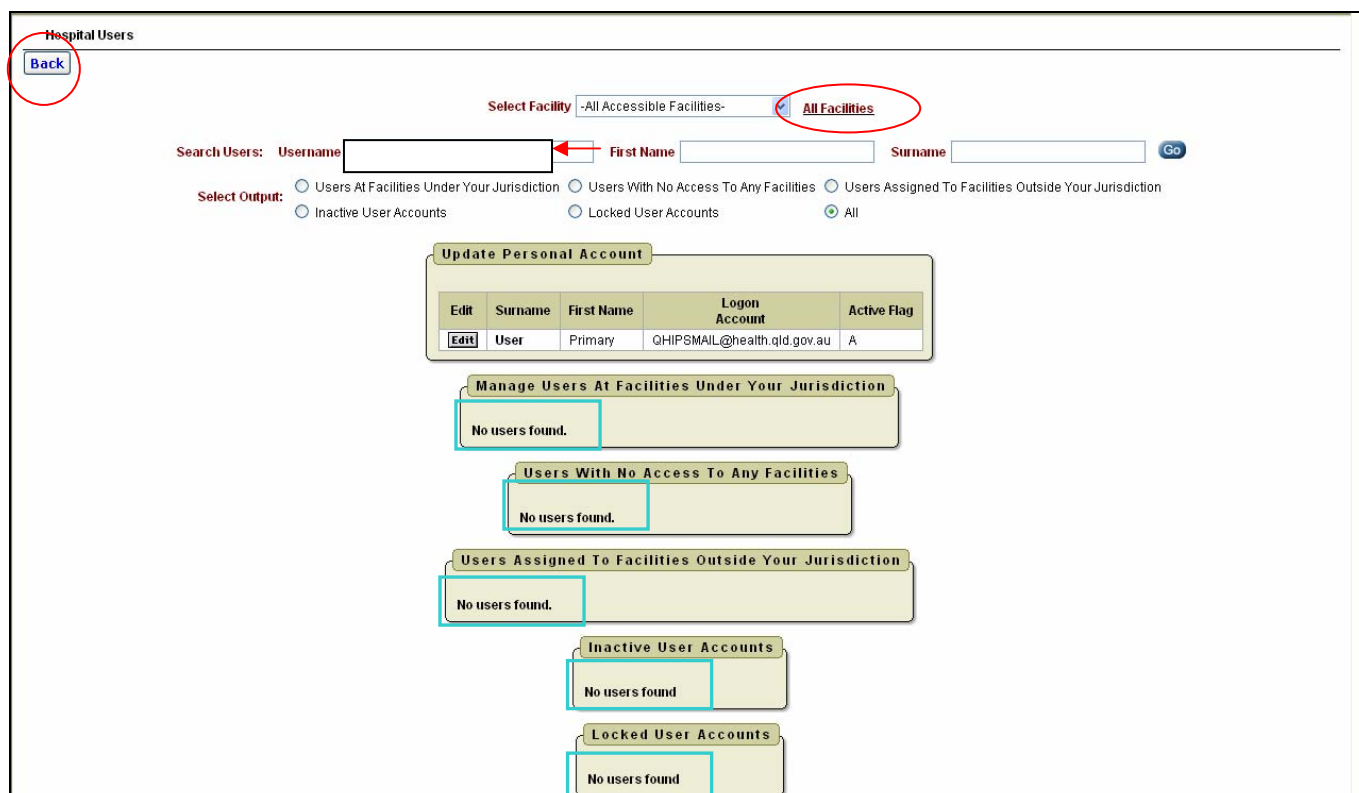 Hospital Users
Back
Select Facility -All Accessible Facilities- All Facilities
Search Users: Username First Name Surname Go
Select Output: Users At Facilities Under Your Jurisdiction Users With No Access To Any Facilities Users Assigned To Facilities Outside Your Jurisdiction
Inactive User Accounts Locked User Accounts All
Update Personal Account
Edit Surname First Name Logon Account Active Flag
Edit User Primary QHIPSMAIL@health.qld.gov.au A
Manage Users At Facilities Under Your Jurisdiction
No users found.
Users With No Access To Any Facilities
No users found.
Users Assigned To Facilities Outside Your Jurisdiction
No users found.
Inactive User Accounts
No users found
Locked User Accounts
No users found